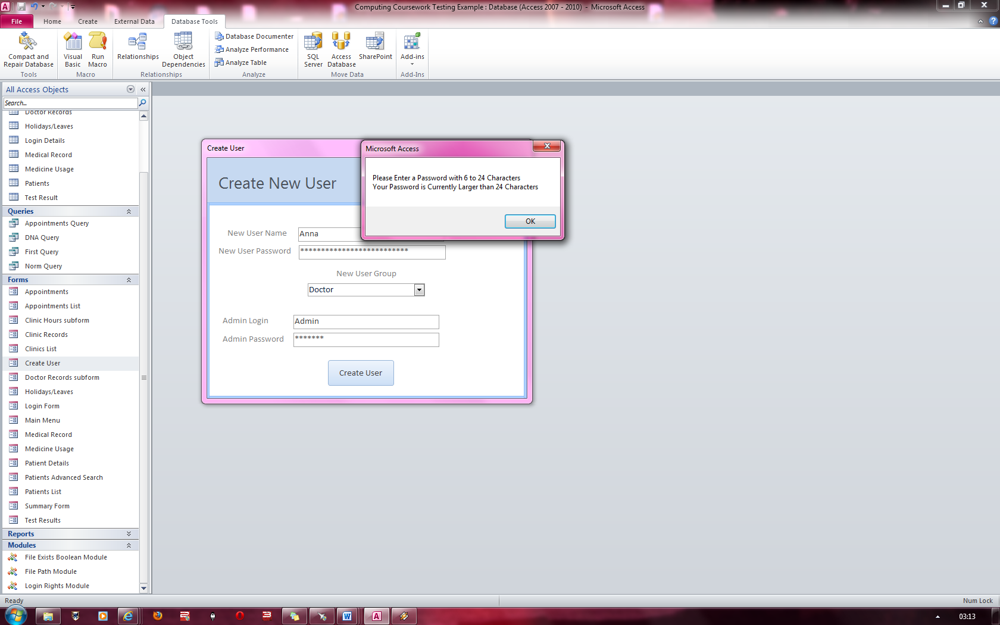 Computing Coursework Testing Example : Database (Access 2007 - 2010) - Microsoft Access
File Home Create External Data Database Tools
Compact and Repair Database
Visual Basic
Run Macro
Relationships
Object Dependencies
Database Documenter
Analyze Performance
Analyze Table
SQL Server
Access Database
SharePoint
Add-ins
Tools Macro Relationships Analyze Move Data Add-Ins
All Access Objects
Search...
Doctor Records
Holidays/Leaves
Login Details
Medical Record
Medicine Usage
Patients
Test Result
Queries
Appointments Query
DNA Query
First Query
Norm Query
Forms
Appointments
Appointments List
Clinic Hours subform
Clinic Records
Clinics List
Create User
Doctor Records subform
Holidays/Leaves
Login Form
Main Menu
Medical Record
Medicine Usage
Patient Details
Patients Advanced Search
Patients List
Summary Form
Test Results
Reports
Modules
File Exists Boolean Module
File Path Module
Login Rights Module
Create User
Create New User
New User Name Anna
New User Password **************************
New User Group
Doctor
Admin Login Admin
Admin Password *******
Create User
Microsoft Access
Please Enter a Password with 6 to 24 Characters
Your Password is Currently Larger than 24 Characters
OK
Ready
Num Lock
03:13